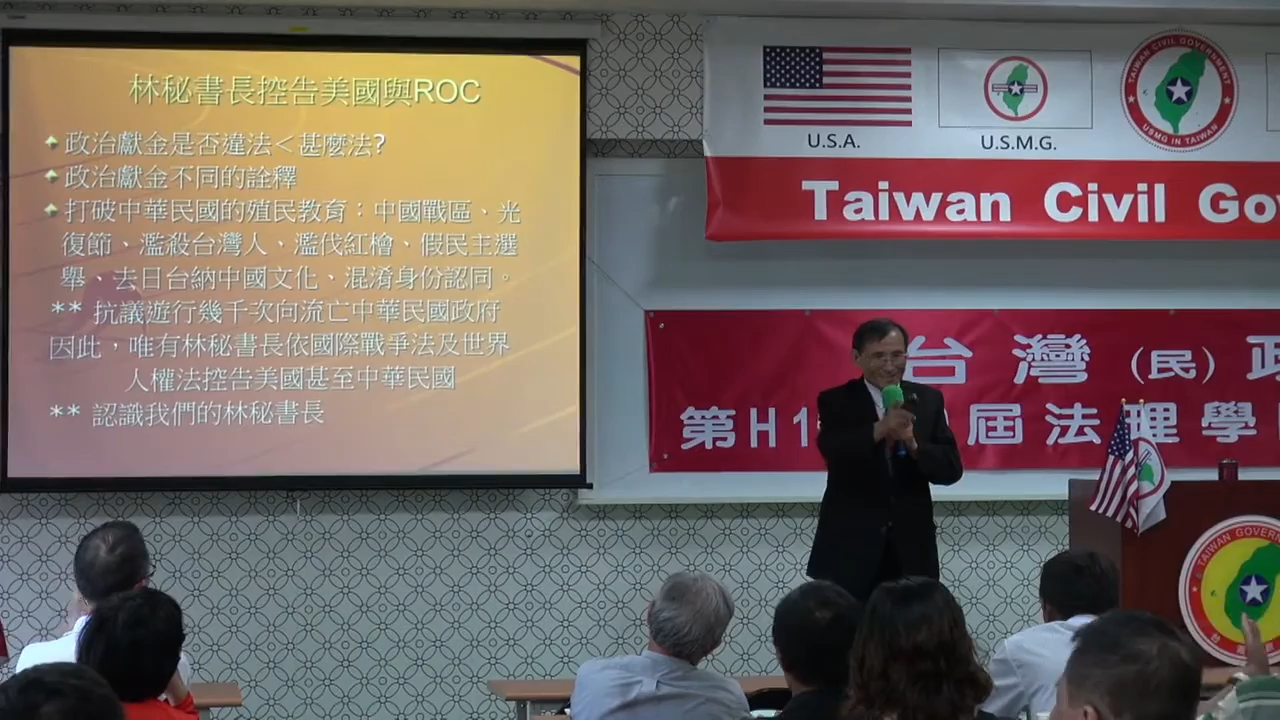 林秘書長控告美國與ROC
政治獻金是否違法＜甚麼法?
政治獻金不同的詮釋
打破中華民國的殖民教育：中國戰區、光
復節、濫殺台灣人、濫伐紅檜、假民主選
舉、去日台納中國文化、混淆身份認同。
** 抗議遊行幾千次向流亡中華民國政府
因此，唯有林秘書長依國際戰爭法及世界
人權法控告美國甚至中華民國
** 認識我們的林秘書長
U.S.A.
U.S.M.G.
TAIWAN CIVIL GOVERNMENT
USMG IN TAIWAN
Taiwan Civil Go
台灣（民）政
第H1
屆法理學
TAIWAN GOVERN